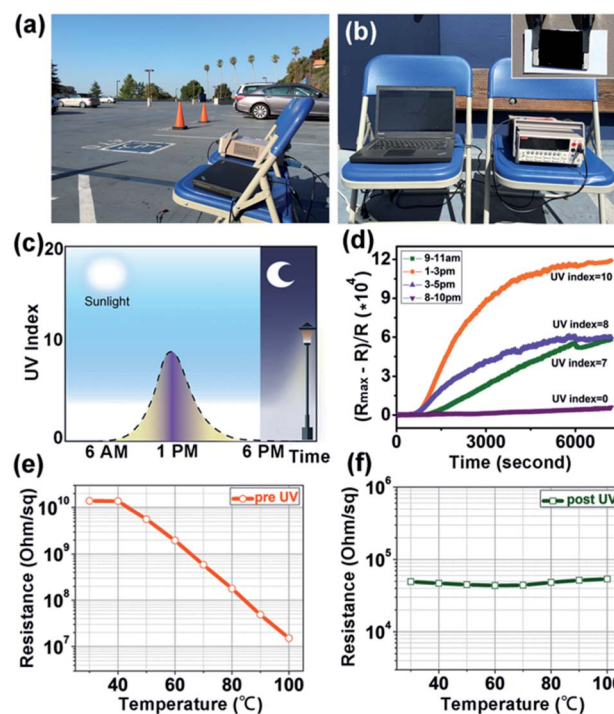 (a)
(b)
(c)
20
10
0
UV Index
Sunlight
6 AM
1 PM
6 PM
Time
(d)
12
9
6
3
0
(Rmax - R)/R (*10⁴)
9-11am
1-3pm
3-5pm
8-10pm
UV index=10
UV index=8
UV index=7
UV index=0
0
3000
6000
Time (second)
(e)
10¹⁰
10⁹
10⁸
10⁷
Resistance (Ohm/sq)
pre UV
40
60
80
100
Temperature (℃)
(f)
10⁶
10⁵
10⁴
Resistance (Ohm/sq)
post UV
40
60
80
100
Temperature (℃)